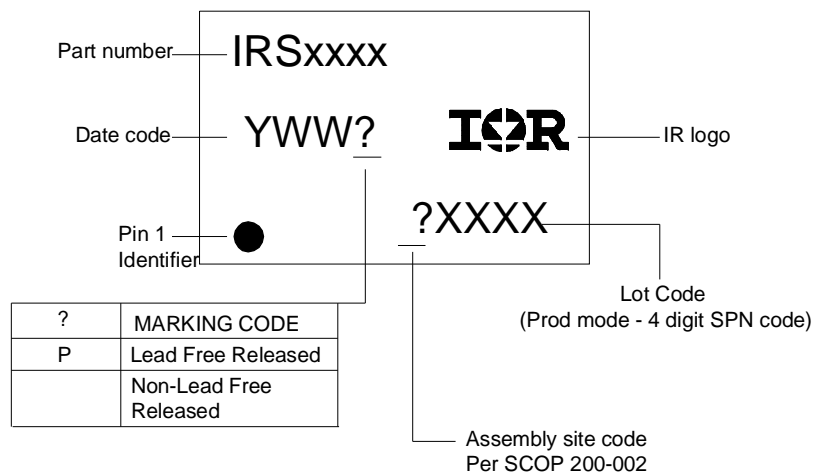 Part number
IRSxxxx
Date code
YWW?
IOR
IR logo
?XXXX
Pin 1
Identifier
Lot Code
(Prod mode - 4 digit SPN code)
? MARKING CODE
P Lead Free Released
Non-Lead Free
Released
Assembly site code
Per SCOP 200-002